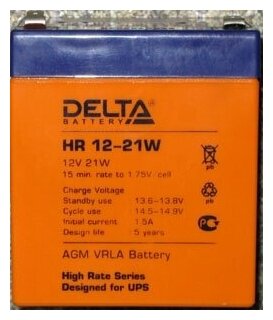 DELTA
BATTERY
HR 12-21W
12V 21W
15 min. rate to 1.75V/ cell
Charge Voltage
Standby use 13.6-13.8V
Cycle use 14.5-14.9V
Initial current 1.5A
Design life 5 years
Pb
AGM VRLA Battery
High Rate Series
Designed for UPS